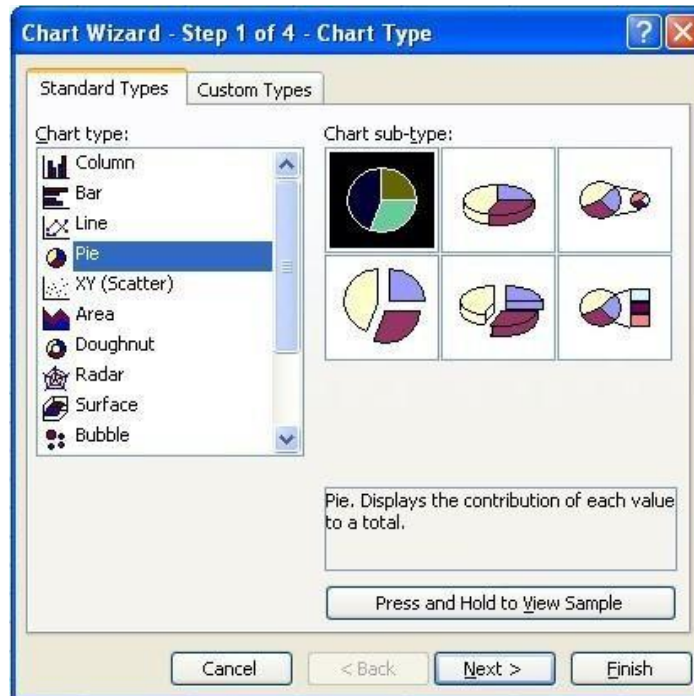 Chart Wizard - Step 1 of 4 - Chart Type
?
Standard Types
Custom Types
Chart type:
Chart sub-type:
Column
Bar
Line
Pie
XY (Scatter)
Area
Doughnut
Radar
Surface
Bubble
Pie. Displays the contribution of each value
to a total.
Press and Hold to View Sample
Cancel
< Back
Next >
Finish